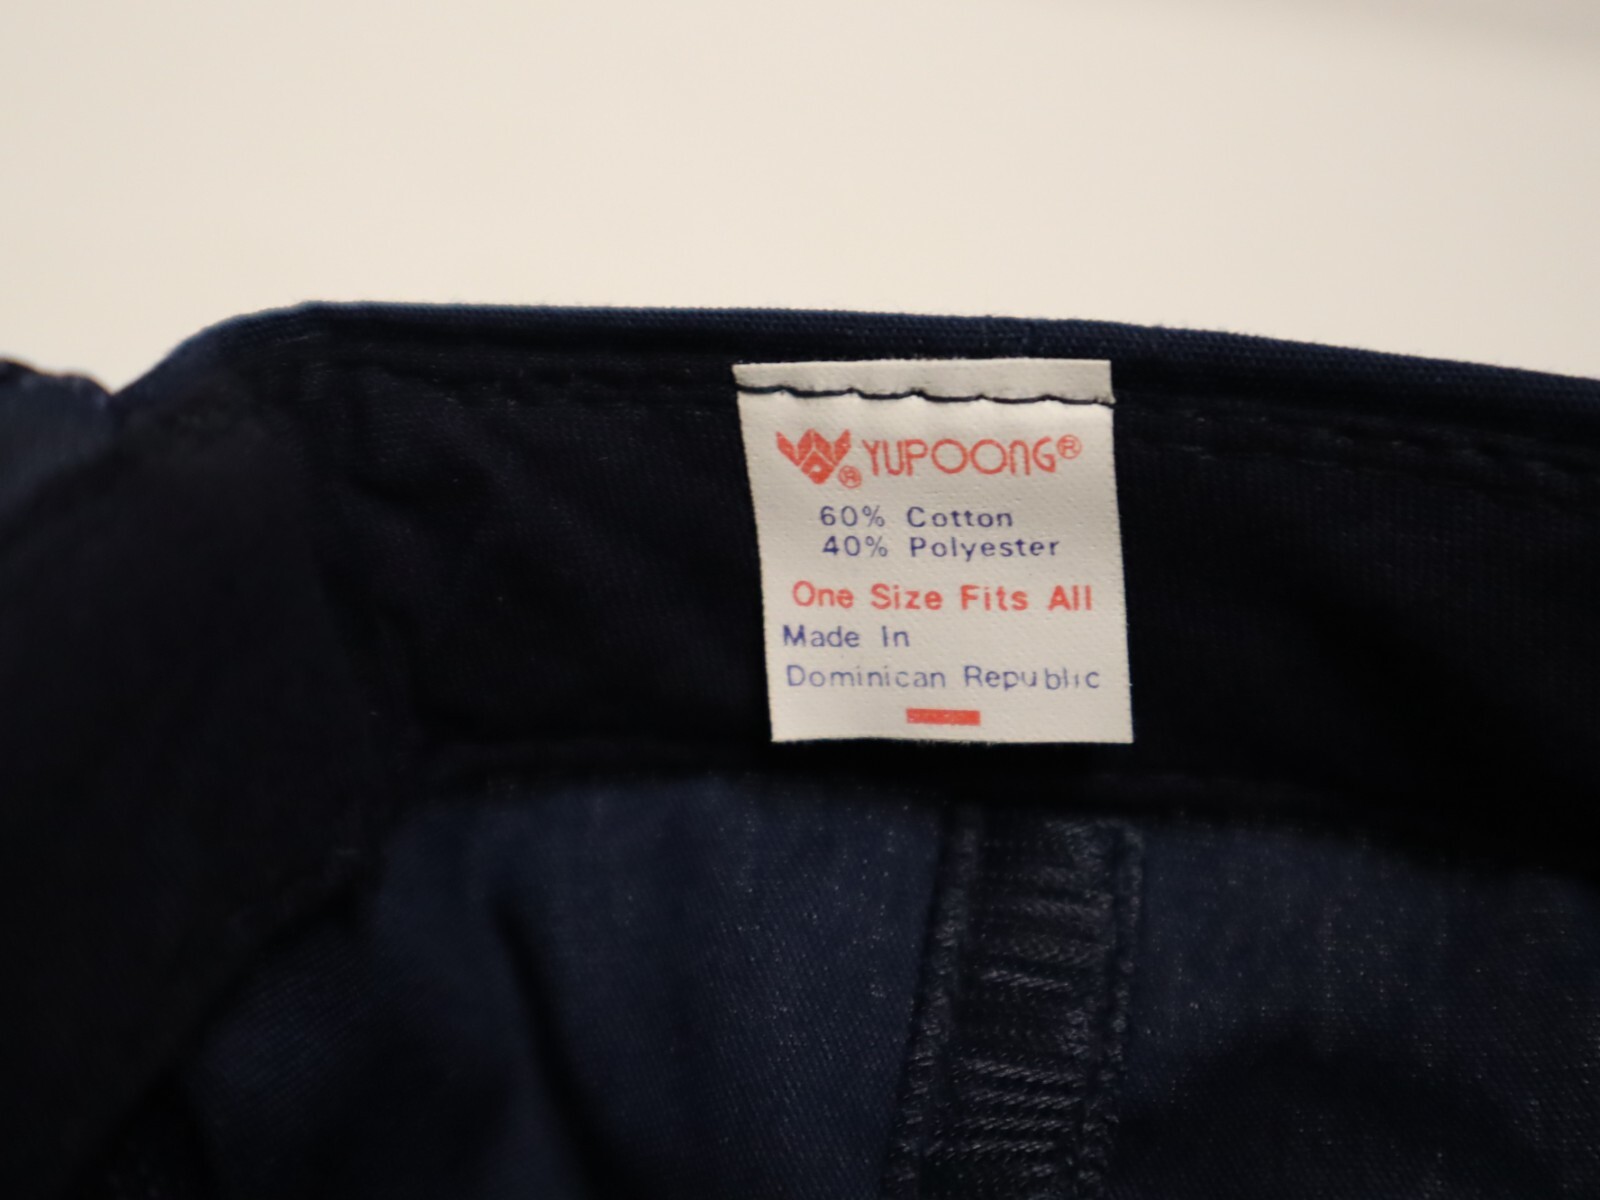 YUPOONG®
60% Cotton
40% Polyester
One Size Fits All
Made In
Dominican Republic